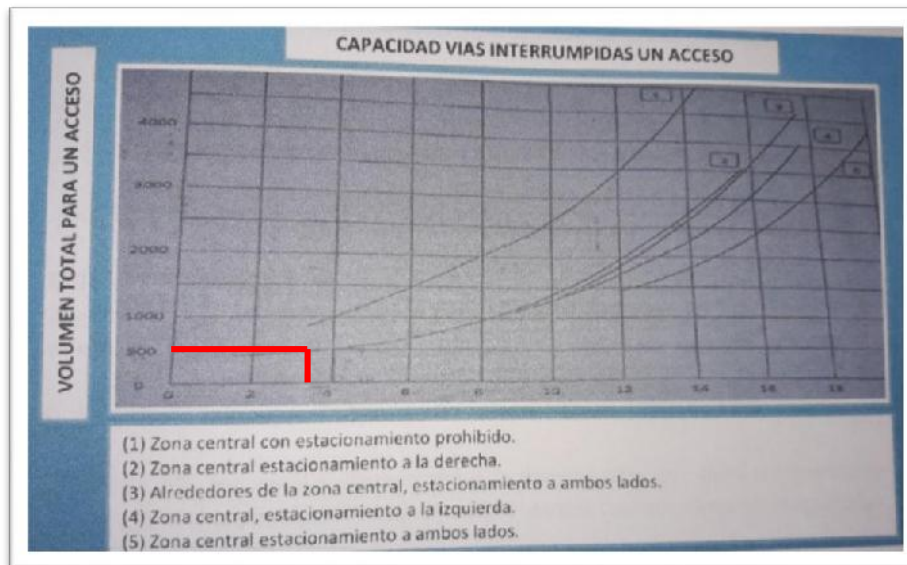 CAPACIDAD VIAS INTERRUMPIDAS UN ACCESO
VOLUMEN TOTAL PARA UN ACCESO
4000
3000
2000
1000
500
0
0 2 4 6 8 10 12 14 16 18
(1) Zona central con estacionamiento prohibido.
(2) Zona central estacionamiento a la derecha.
(3) Alrededores de la zona central, estacionamiento a ambos lados.
(4) Zona central, estacionamiento a la izquierda.
(5) Zona central estacionamiento a ambos lados.